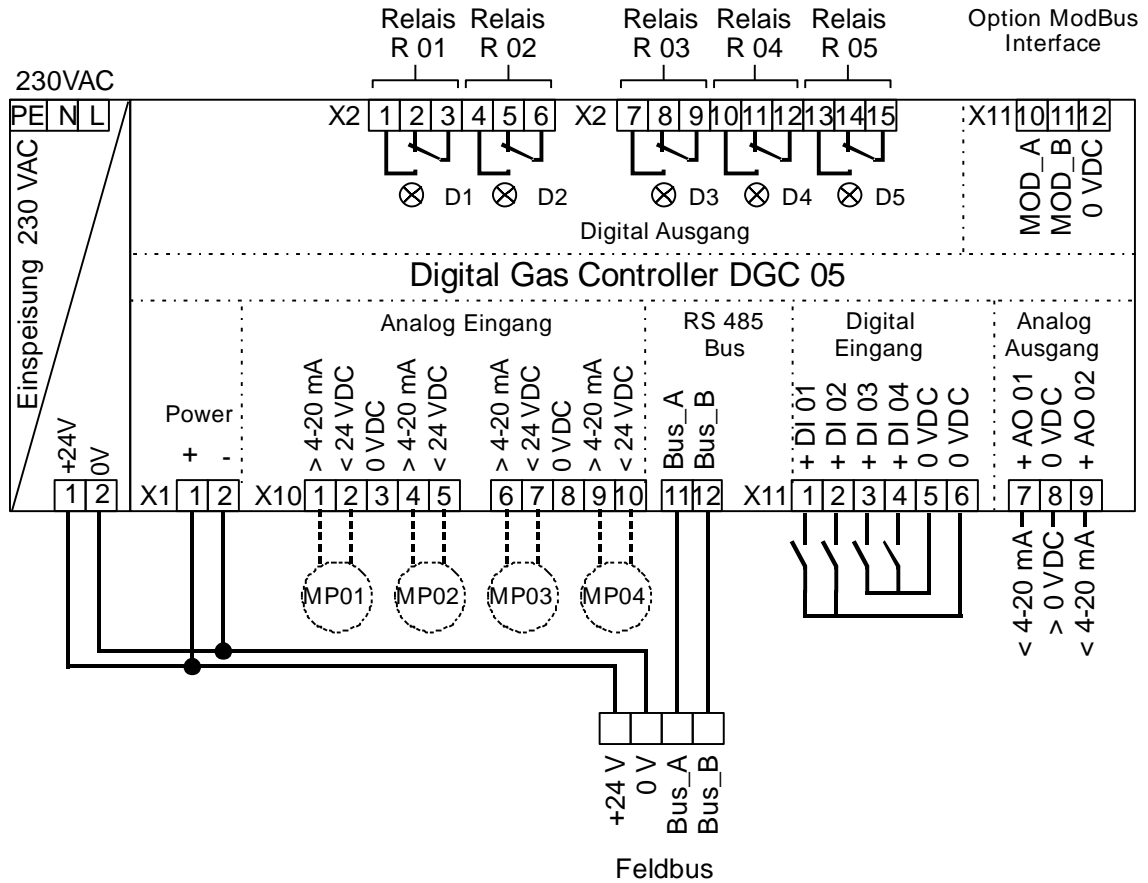 Relais Relais Relais Relais Relais Option ModBus
R 01 R 02 R 03 R 04 R 05 Interface
230VAC
PE N L X2 1 2 3 4 5 6 X2 7 8 9 10 11 12 13 14 15 X11 10 11 12
MOD_A
MOD_B
0 VDC
D1 D2 D3 D4 D5
Digital Ausgang
Einspeisung 230 VAC
Digital Gas Controller DGC 05
Analog Eingang
RS 485
Bus
Digital
Eingang
Analog
Ausgang
+24V
0V
Power
+ -
> 4-20 mA
< 24 VDC
0 VDC
> 4-20 mA
< 24 VDC
> 4-20 mA
< 24 VDC
0 VDC
> 4-20 mA
< 24 VDC
Bus_A
Bus_B
+ DI 01
+ DI 02
+ DI 03
+ DI 04
0 VDC
0 VDC
+ AO 01
0 VDC
+ AO 02
1 2 X1 1 2 X10 1 2 3 4 5 6 7 8 9 10 11 12 X11 1 2 3 4 5 6 7 8 9
MP01 MP02 MP03 MP04
< 4-20 mA
> 0 VDC
< 4-20 mA
+24 V
0 V
Bus_A
Bus_B
Feldbus